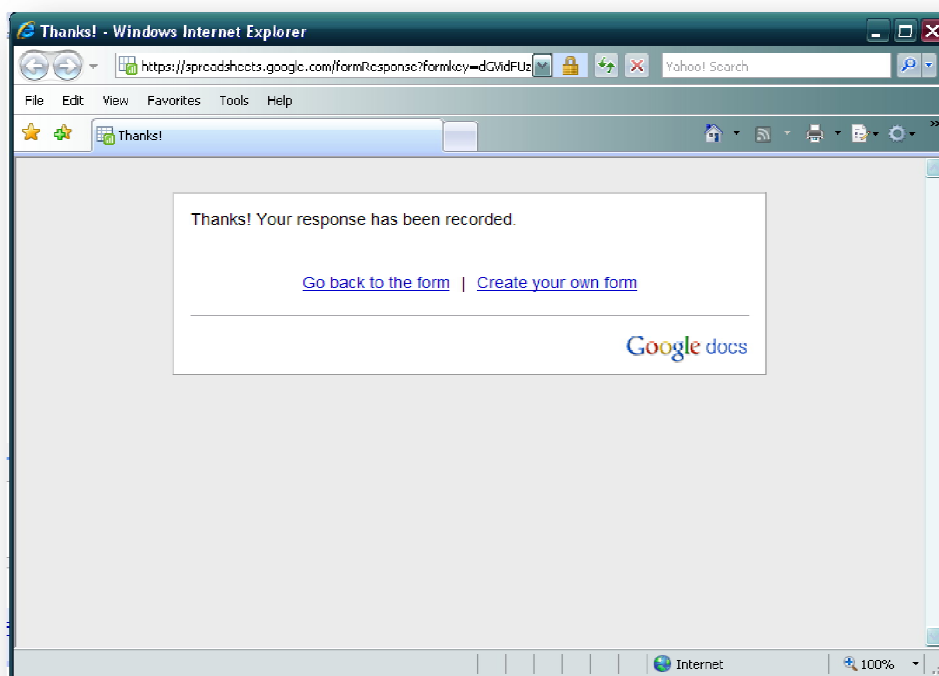 Thanks! - Windows Internet Explorer
https://spreadsheets.google.com/formResponse?formkey=dGVidFUz
Yahoo! Search
File Edit View Favorites Tools Help
Thanks!
Thanks! Your response has been recorded.
Go back to the form | Create your own form
Google docs
Internet
100%